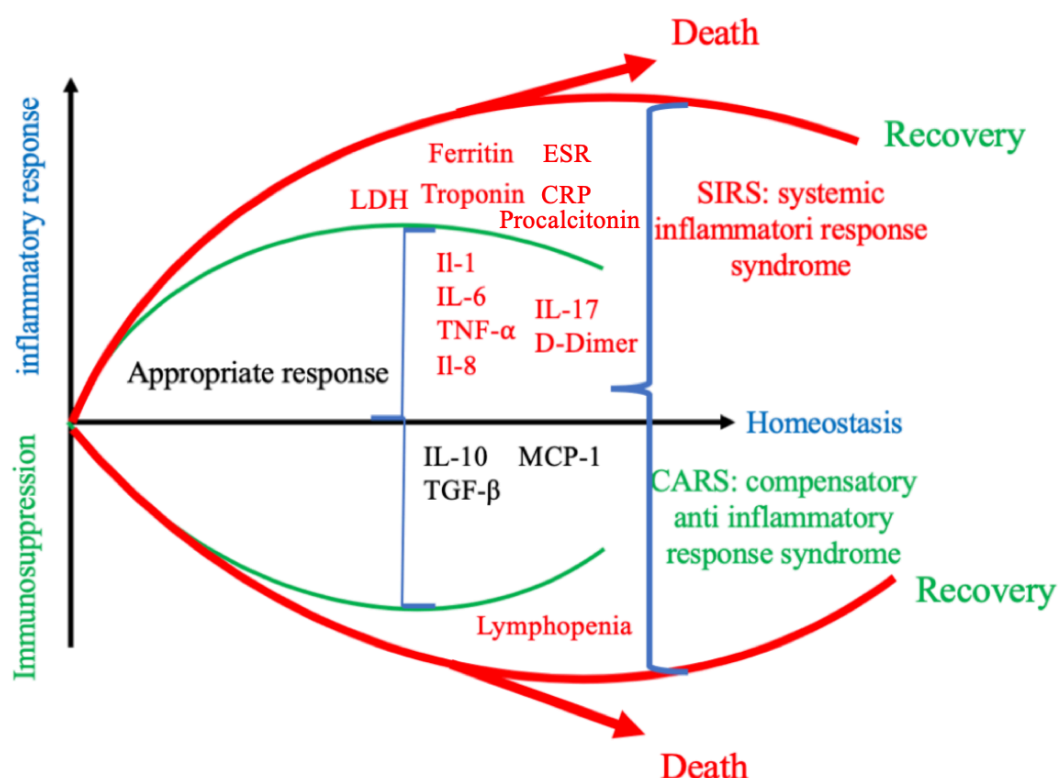 Death
inflammatory response
Recovery
Ferritin
ESR
LDH
Troponin
CRP
Procalcitonin
SIRS: systemic
inflammatori response
syndrome
Il-1
IL-6
TNF-α
Il-8
IL-17
D-Dimer
Appropriate response
Homeostasis
Immunosuppression
IL-10
MCP-1
TGF-β
CARS: compensatory
anti inflammatory
response syndrome
Recovery
Lymphopenia
Death